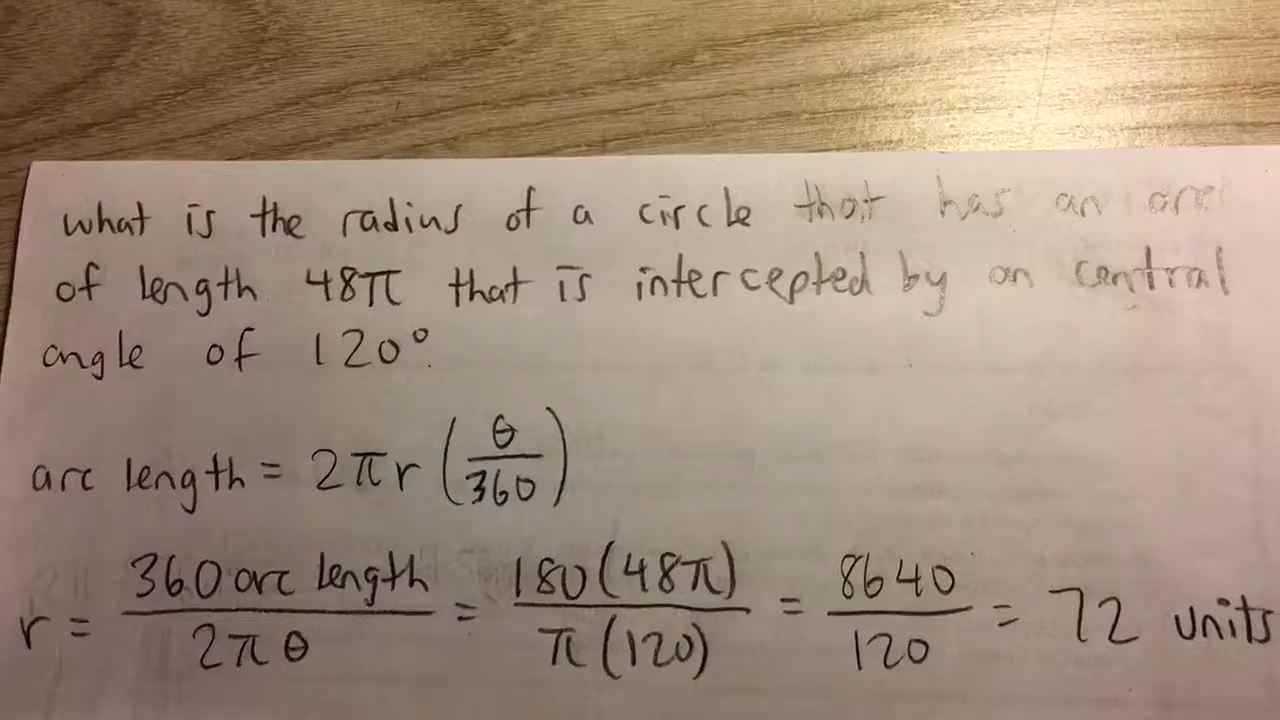 what is the radius of a circle that has an arc
of length 48π that is intercepted by an central
angle of 120°.
arc length = 2πr (θ/360)
r = 360 arc length / 2πθ = 180(48π) / π(120) = 8640 / 120 = 72 units